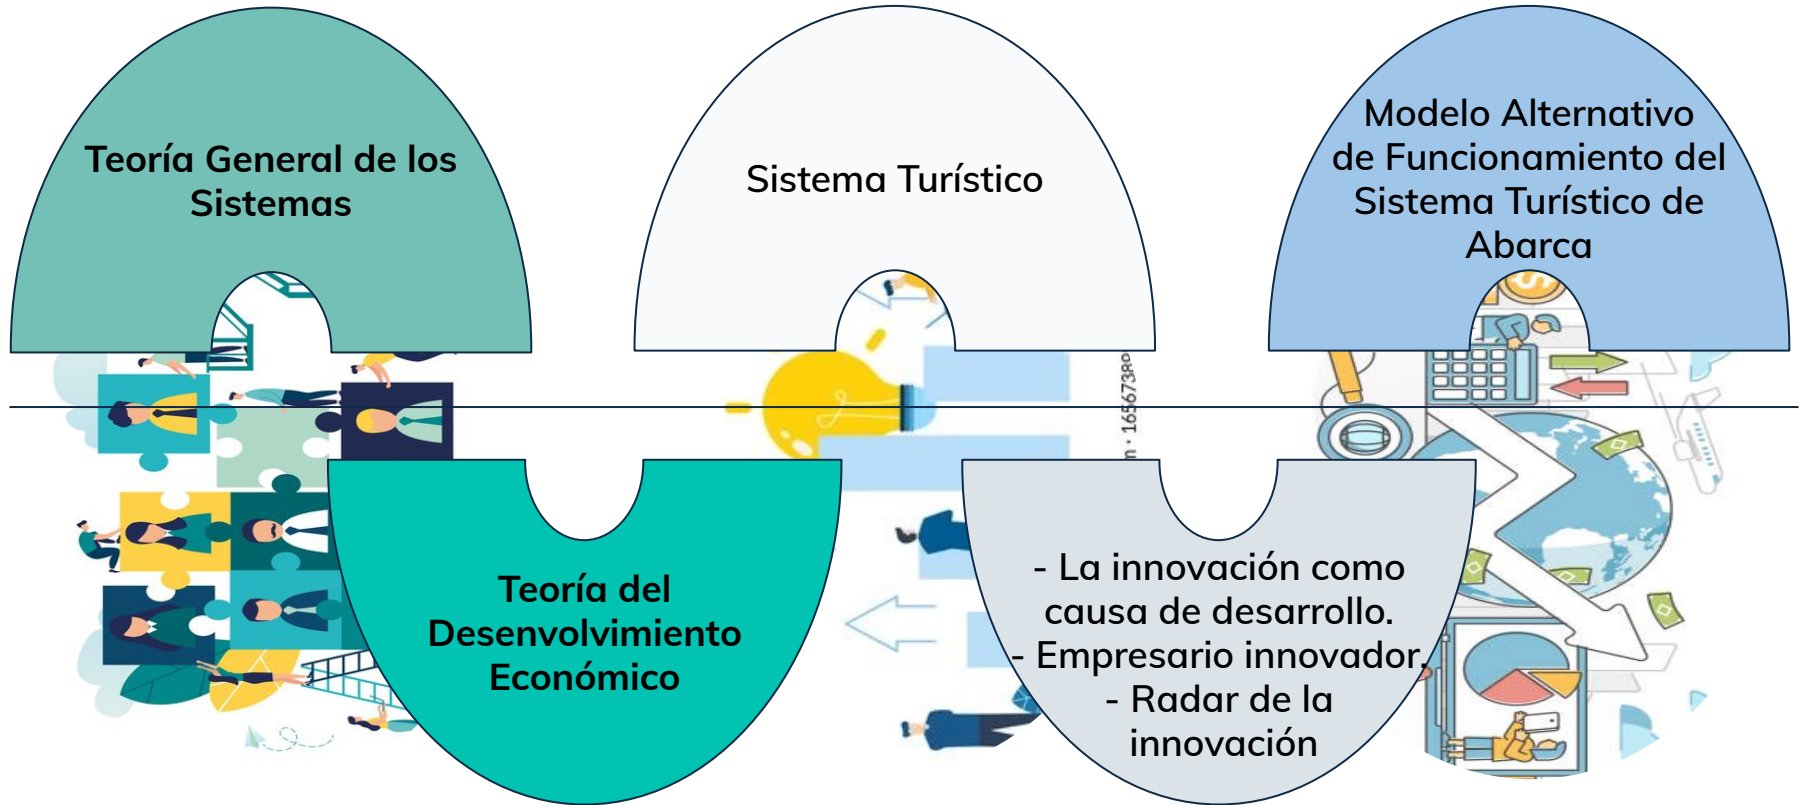 Teoría General de los
Sistemas
Sistema Turístico
Modelo Alternativo
de Funcionamiento del
Sistema Turístico de
Abarca
Teoría del
Desenvolvimiento
Económico
- La innovación como
causa de desarrollo.
- Empresario innovador.
- Radar de la
innovación